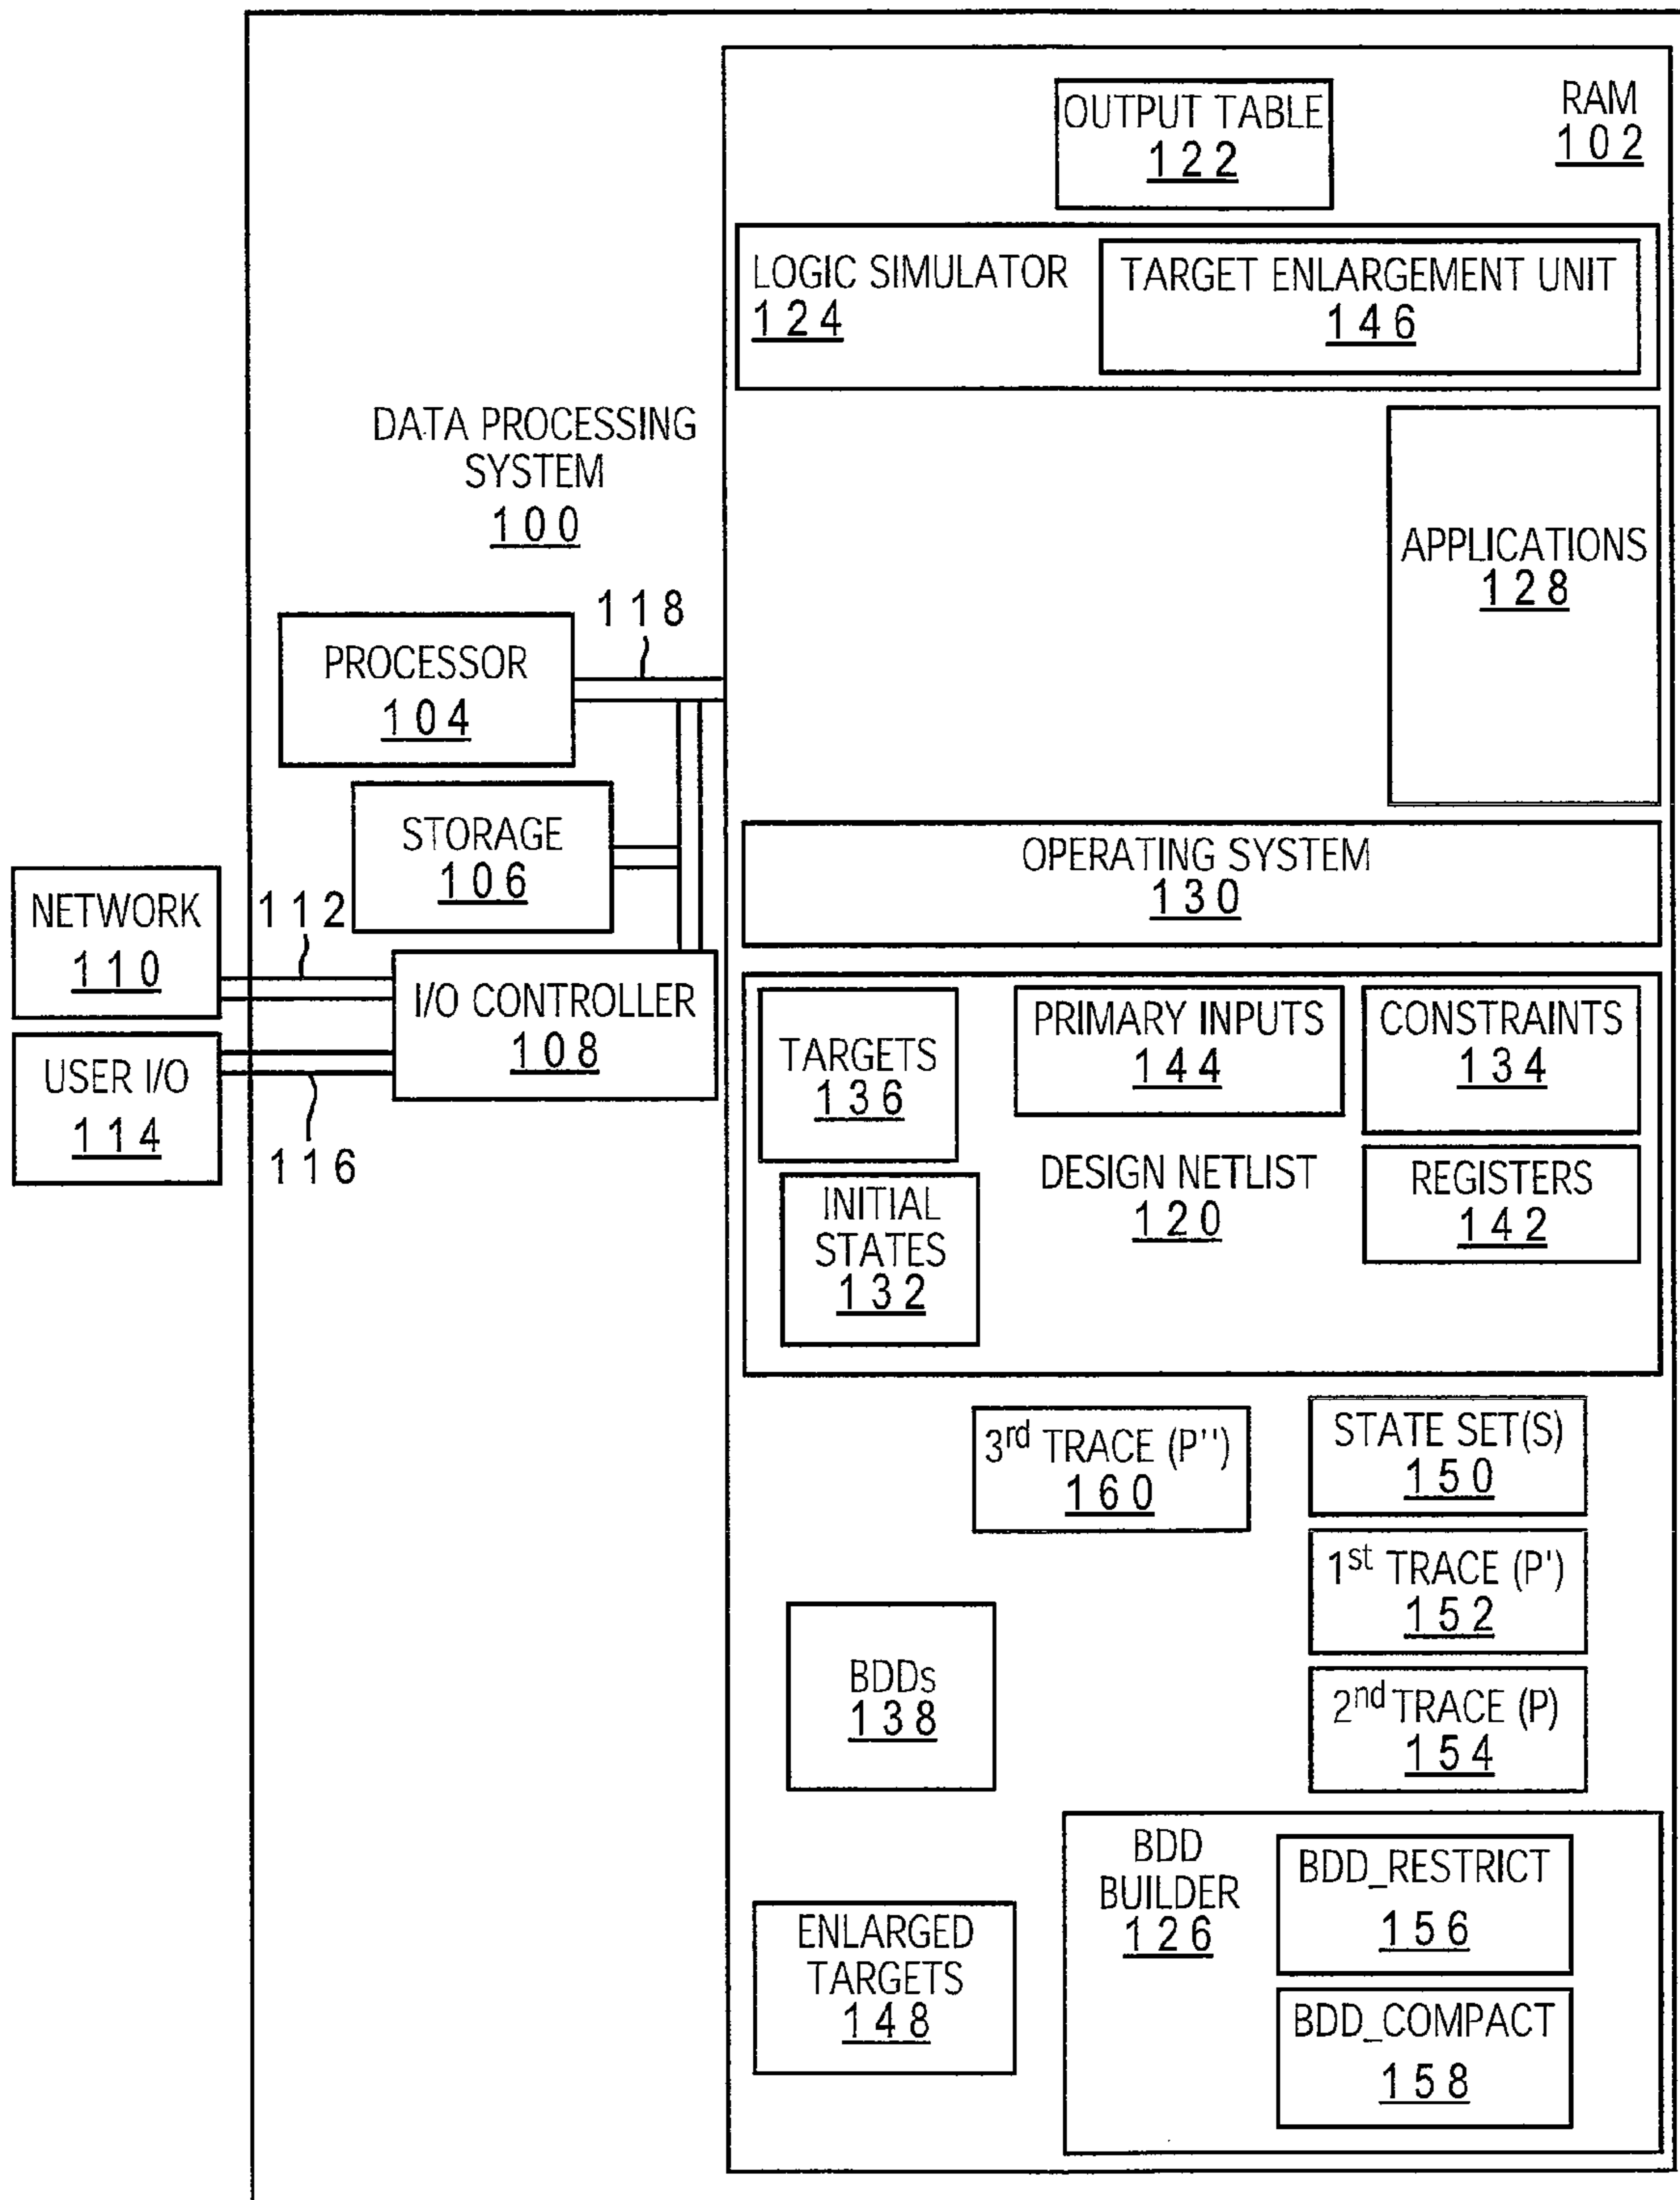 OUTPUT TABLE
122
RAM
102
LOGIC SIMULATOR
124
TARGET ENLARGEMENT UNIT
146
DATA PROCESSING
SYSTEM
100
APPLICATIONS
128
118
PROCESSOR
104
STORAGE
106
OPERATING SYSTEM
130
NETWORK
110
112
I/O CONTROLLER
108
USER I/O
114
116
TARGETS
136
PRIMARY INPUTS
144
CONSTRAINTS
134
DESIGN NETLIST
120
REGISTERS
142
INITIAL
STATES
132
3rd TRACE (P'')
160
STATE SET(S)
150
1st TRACE (P')
152
BDDs
138
2nd TRACE (P)
154
BDD
BUILDER
126
BDD_RESTRICT
156
ENLARGED
TARGETS
148
BDD_COMPACT
158